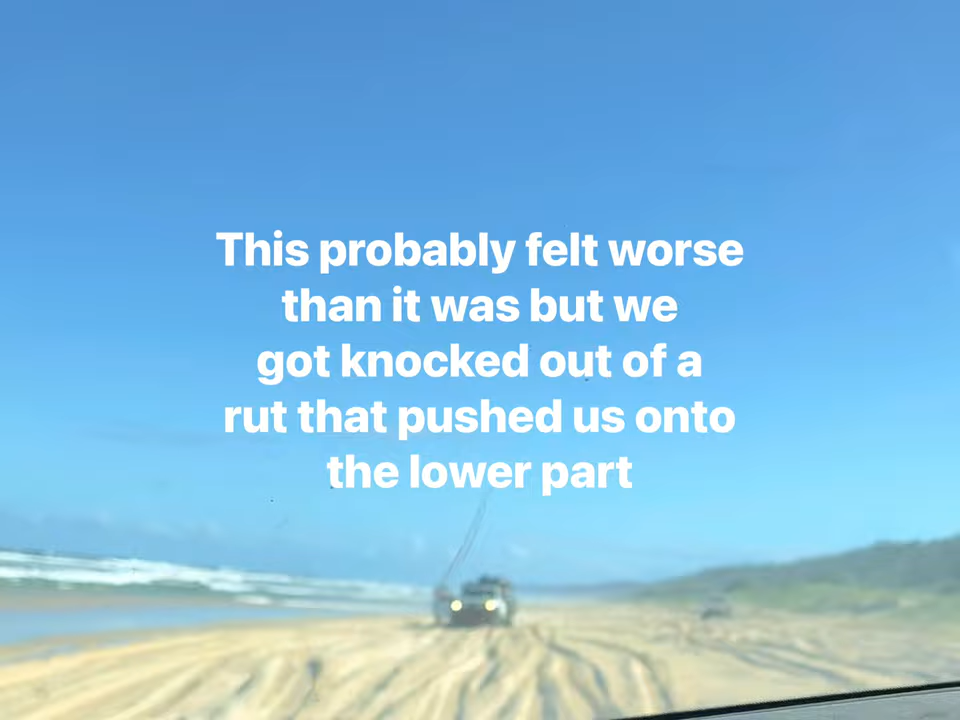 This probably felt worse
than it was but we
got knocked out of a
rut that pushed us onto
the lower part